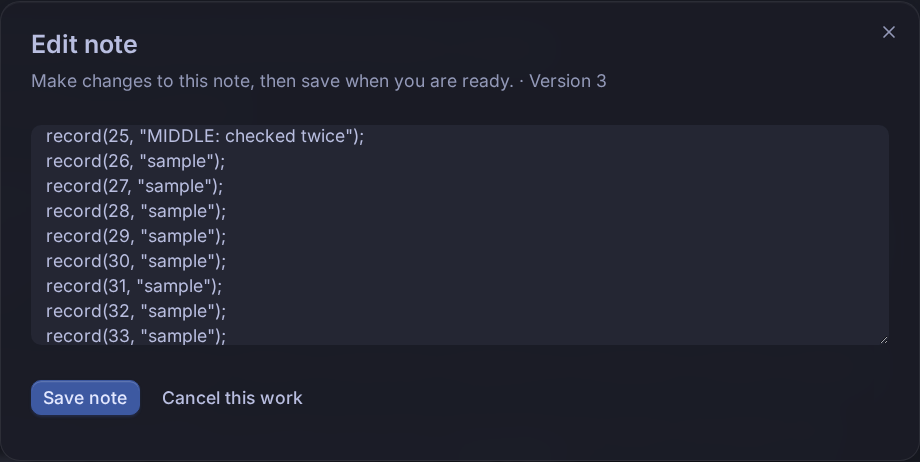 Edit note
Make changes to this note, then save when you are ready. · Version 3
record(25, "MIDDLE: checked twice");
record(26, "sample");
record(27, "sample");
record(28, "sample");
record(29, "sample");
record(30, "sample");
record(31, "sample");
record(32, "sample");
record(33, "sample");
Save note
Cancel this work